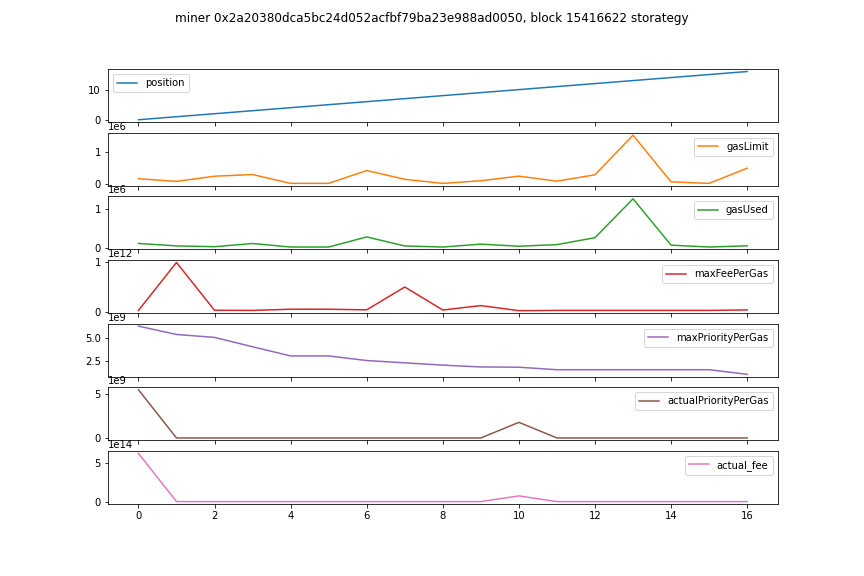 miner 0x2a20380dca5bc24d052acfbf79ba23e988ad0050, block 15416622 storategy
position
10
0
1e6
gasLimit
1
0
1e6
gasUsed
1
0
1e12
maxFeePerGas
1
0
1e9
maxPriorityPerGas
5.0
2.5
1e9
actualPriorityPerGas
5
0
1e14
actual_fee
5
0
0 2 4 6 8 10 12 14 16